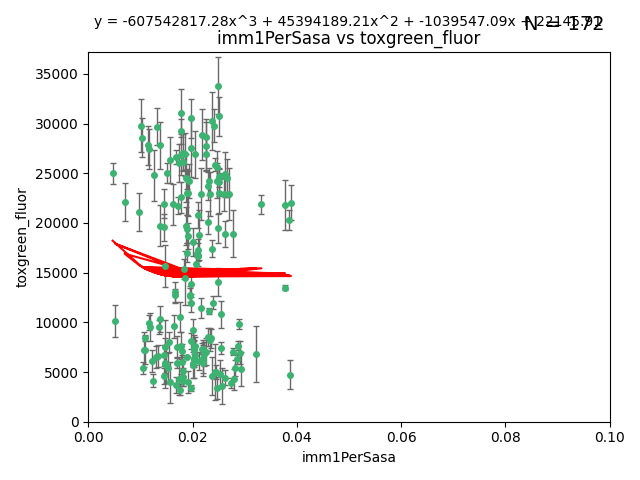 y = -607542817.28x^3 + 45394189.21x^2 + -1039547.09x +
N = 172
imm1PerSasa vs toxgreen_fluor
35000
30000
25000
20000
15000
10000
5000
0
toxgreen_fluor
0.00 0.02 0.04 0.06 0.08 0.10
imm1PerSasa